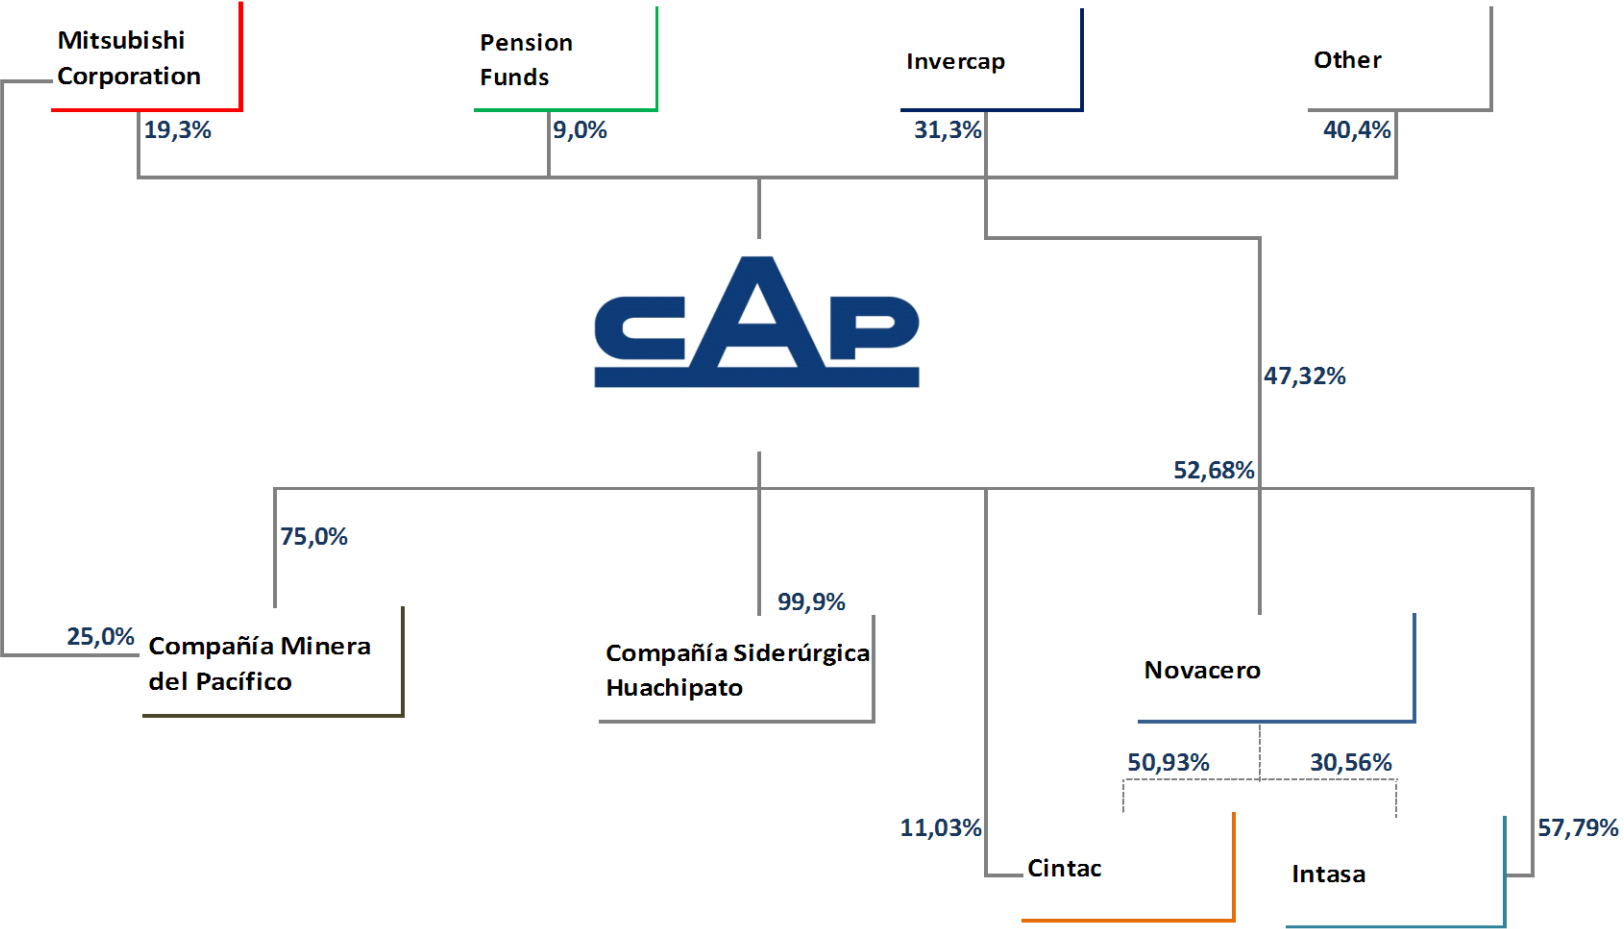 Mitsubishi
Corporation
Pension
Funds
Invercap
Other
19,3%
9,0%
31,3%
40,4%
CAP
47,32%
52,68%
75,0%
99,9%
25,0%
Compañía Minera
del Pacífico
Compañía Siderúrgica
Huachipato
Novacero
50,93%
30,56%
11,03%
57,79%
Cintac
Intasa